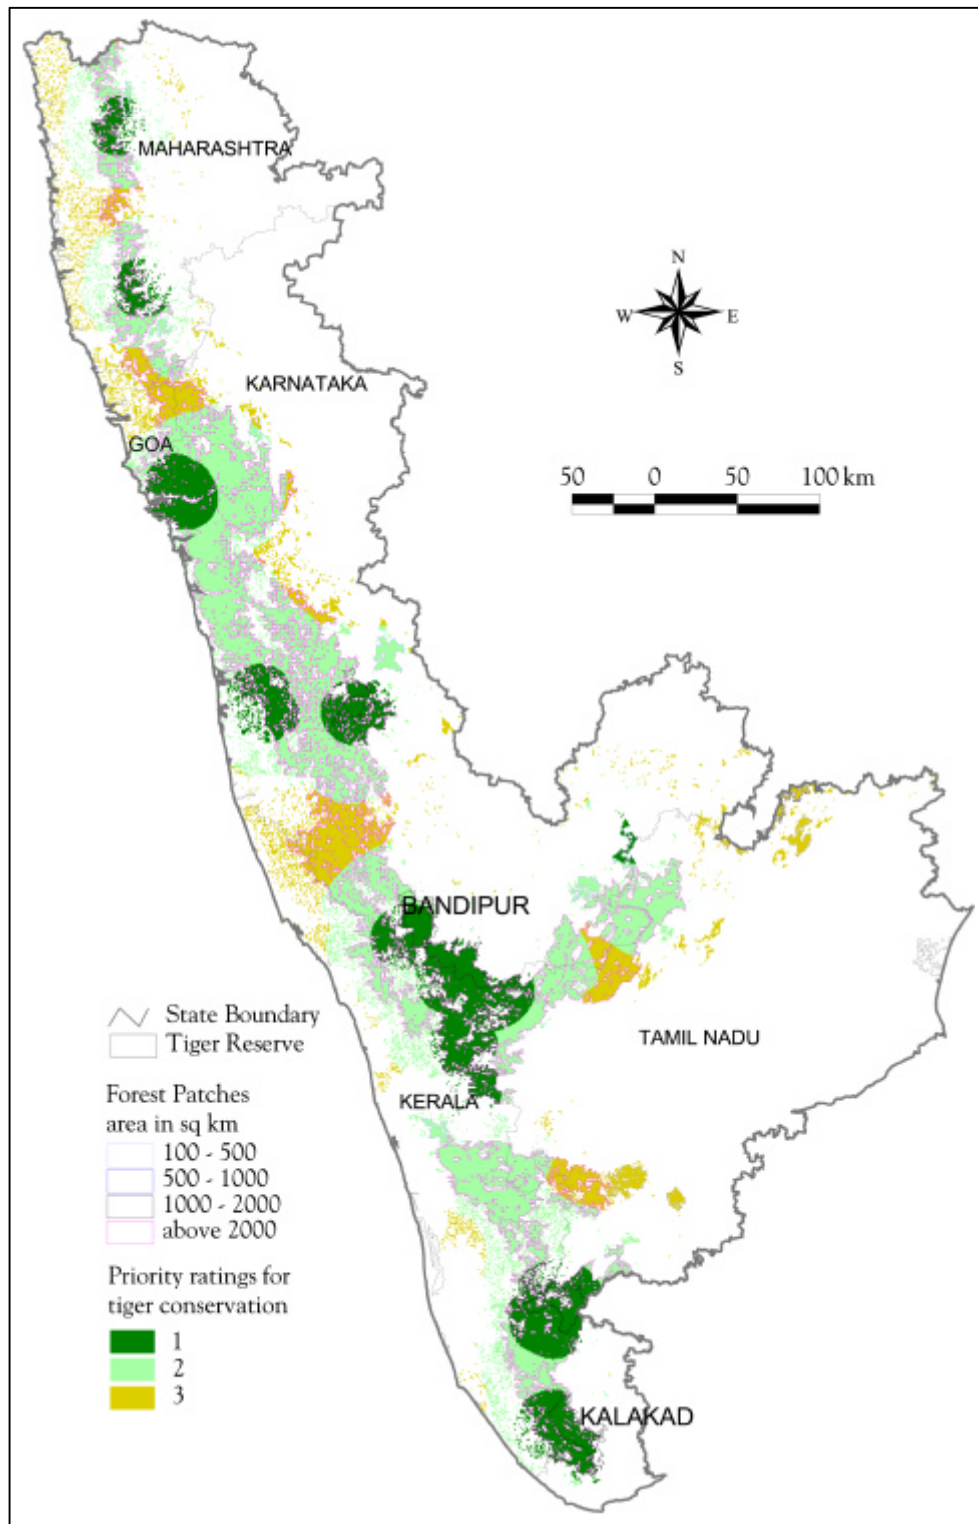 MAHARASHTRA
N
W E
S
KARNATAKA
GOA
50 0 50 100 km
BANDIPUR
State Boundary
Tiger Reserve
TAMIL NADU
Forest Patches
area in sq km
100 - 500
500 - 1000
1000 - 2000
above 2000
KERALA
Priority ratings for
tiger conservation
1
2
3
KALAKAD